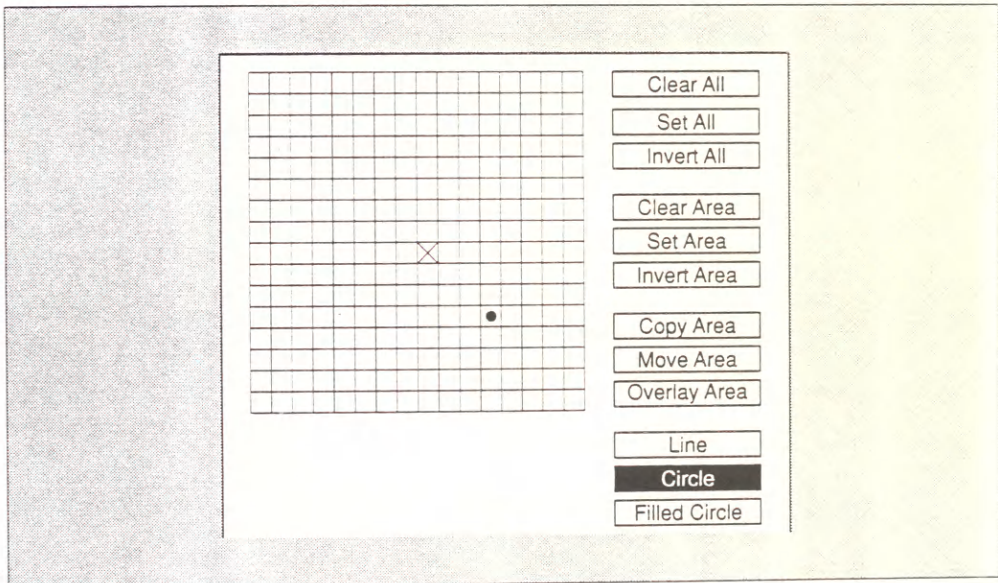 Clear All
Set All
Invert All
Clear Area
Set Area
Invert Area
Copy Area
Move Area
Overlay Area
Line
Circle
Filled Circle